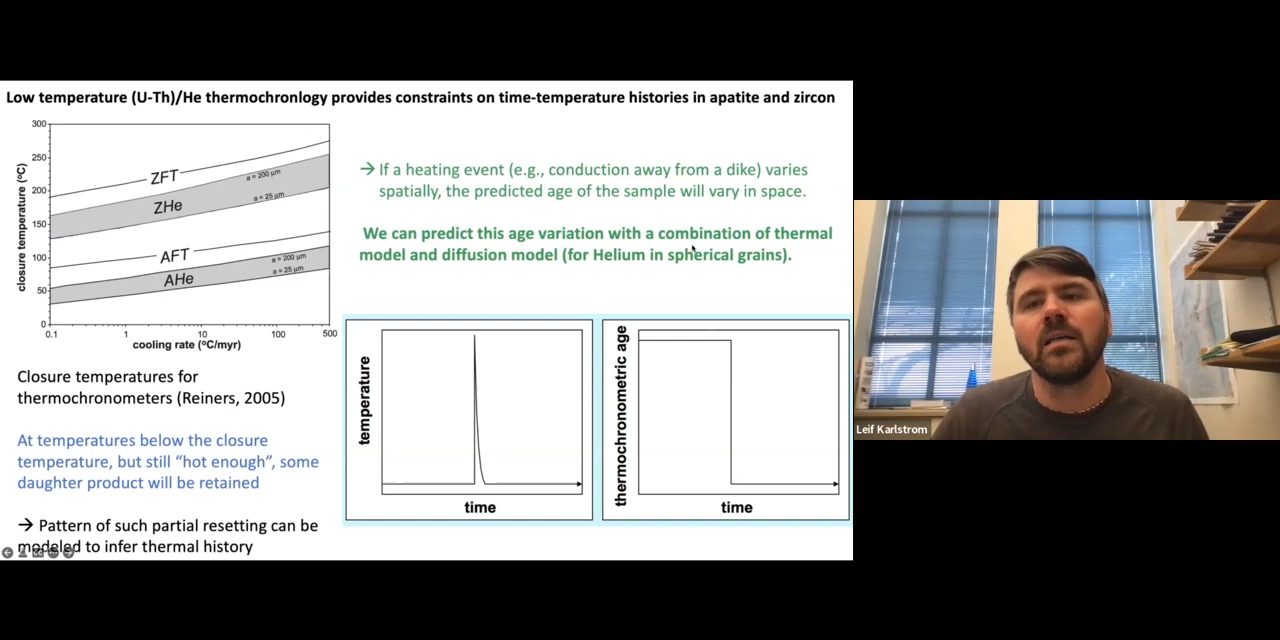 Low temperature (U-Th)/He thermochronlogy provides constraints on time-temperature histories in apatite and zircon
closure temperature (ºC)
300
250
200
150
100
50
0
ZFT
a = 200 µm
ZHe
a = 25 µm
AFT
a = 200 µm
AHe
a = 25 µm
0.1
1
10
100
500
cooling rate (ºC/myr)
Closure temperatures for
thermochronometers (Reiners, 2005)
At temperatures below the closure
temperature, but still “hot enough”, some
daughter product will be retained
→ Pattern of such partial resetting can be
modeled to infer thermal history
→ If a heating event (e.g., conduction away from a dike) varies
spatially, the predicted age of the sample will vary in space.
We can predict this age variation with a combination of thermal
model and diffusion model (for Helium in spherical grains).
temperature
time
thermochronometric age
time
Leif Karlstrom